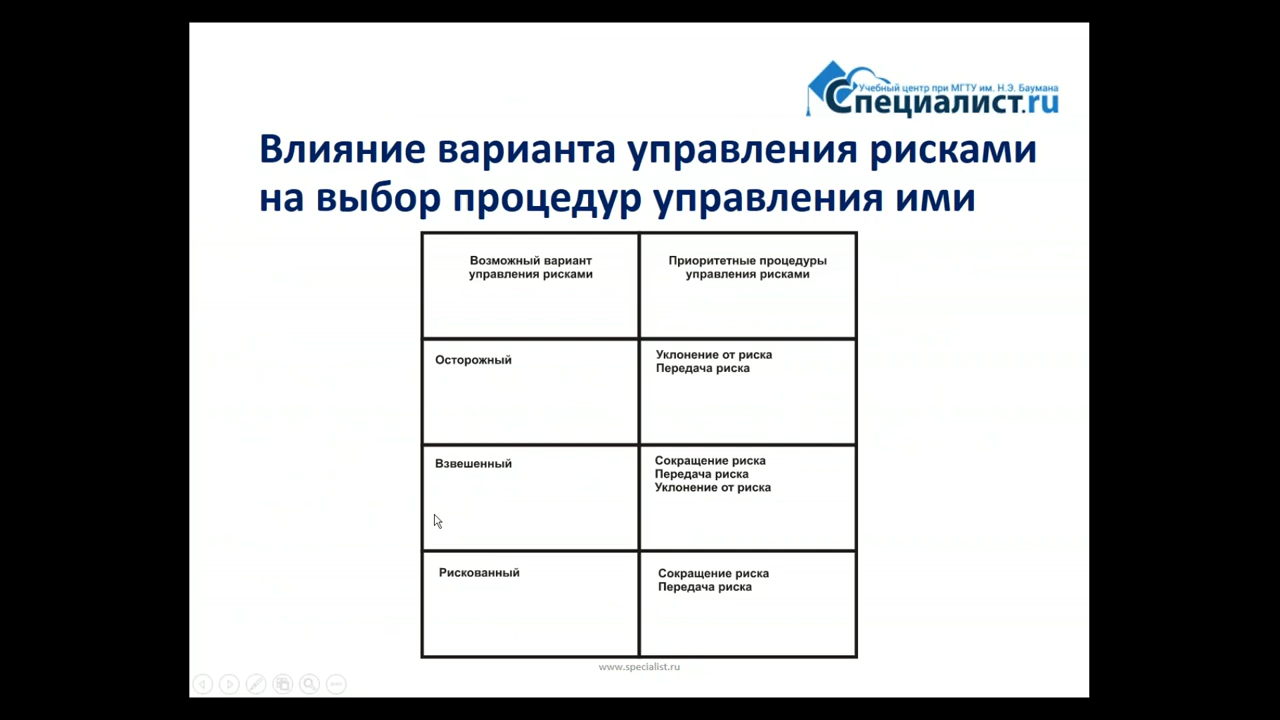 Учебный центр при МГТУ им. Н.Э. Баумана
Специалист.ru
Влияние варианта управления рисками
на выбор процедур управления ими
Возможный вариант
управления рисками
Приоритетные процедуры
управления рисками
Осторожный
Уклонение от риска
Передача риска
Взвешенный
Сокращение риска
Передача риска
Уклонение от риска
Рискованный
Сокращение риска
Передача риска
www.specialist.ru